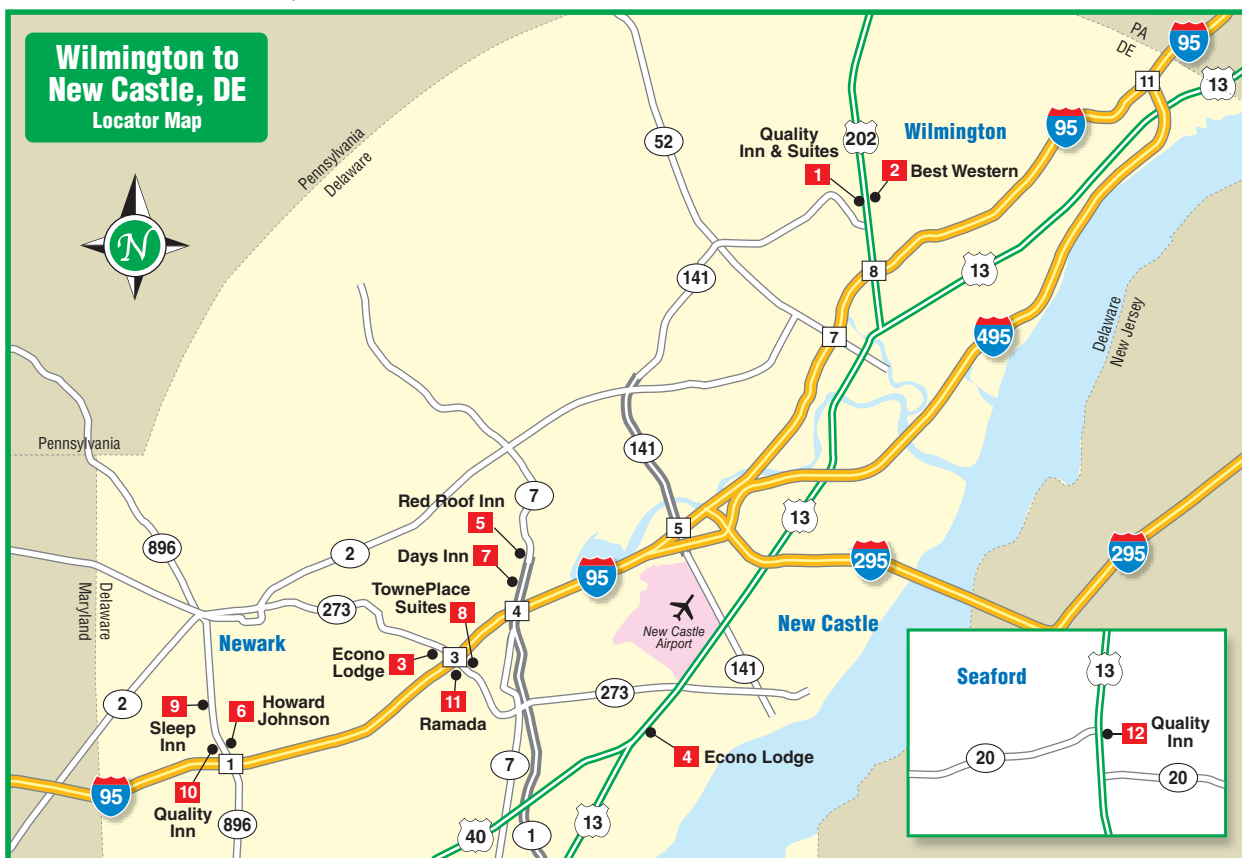 Wilmington to
New Castle, DE
Locator Map
PA
DE
95
11
13
Pennsylvania
Delaware
52
Quality
Inn & Suites
1
202
Wilmington
95
2
Best Western
N
141
8
13
7
495
Delaware
New Jersey
Pennsylvania
141
Red Roof Inn
5
7
5
13
896
2
Days Inn
7
95
295
295
TownePlace
Suites
8
4
Maryland
Delaware
273
New Castle
Airport
New Castle
Newark
Econo
Lodge
3
3
141
Seaford
13
2
9
Sleep
Inn
6
Howard
Johnson
11
Ramada
273
12
Quality
Inn
1
4
Econo Lodge
20
20
95
10
Quality
Inn
7
896
40
13
1